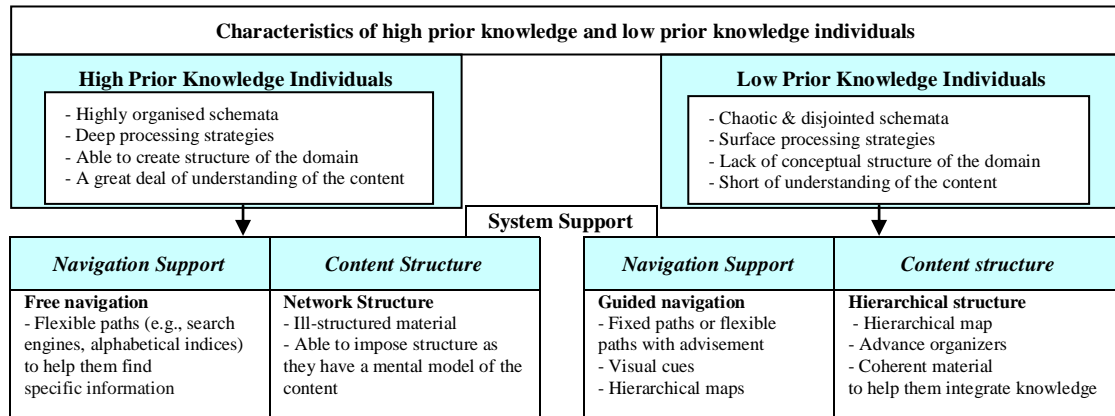 Characteristics of high prior knowledge and low prior knowledge individuals
High Prior Knowledge Individuals
- Highly organised schemata
- Deep processing strategies
- Able to create structure of the domain
- A great deal of understanding of the content
Low Prior Knowledge Individuals
- Chaotic & disjointed schemata
- Surface processing strategies
- Lack of conceptual structure of the domain
- Short of understanding of the content
System Support
Navigation Support
Free navigation
- Flexible paths (e.g., search
engines, alphabetical indices)
to help them find
specific information
Content Structure
Network Structure
- Ill-structured material
- Able to impose structure as
they have a mental model of the
content
Navigation Support
Guided navigation
- Fixed paths or flexible
paths with advisement
- Visual cues
- Hierarchical maps
Content structure
Hierarchical structure
- Hierarchical map
- Advance organizers
- Coherent material
to help them integrate knowledge